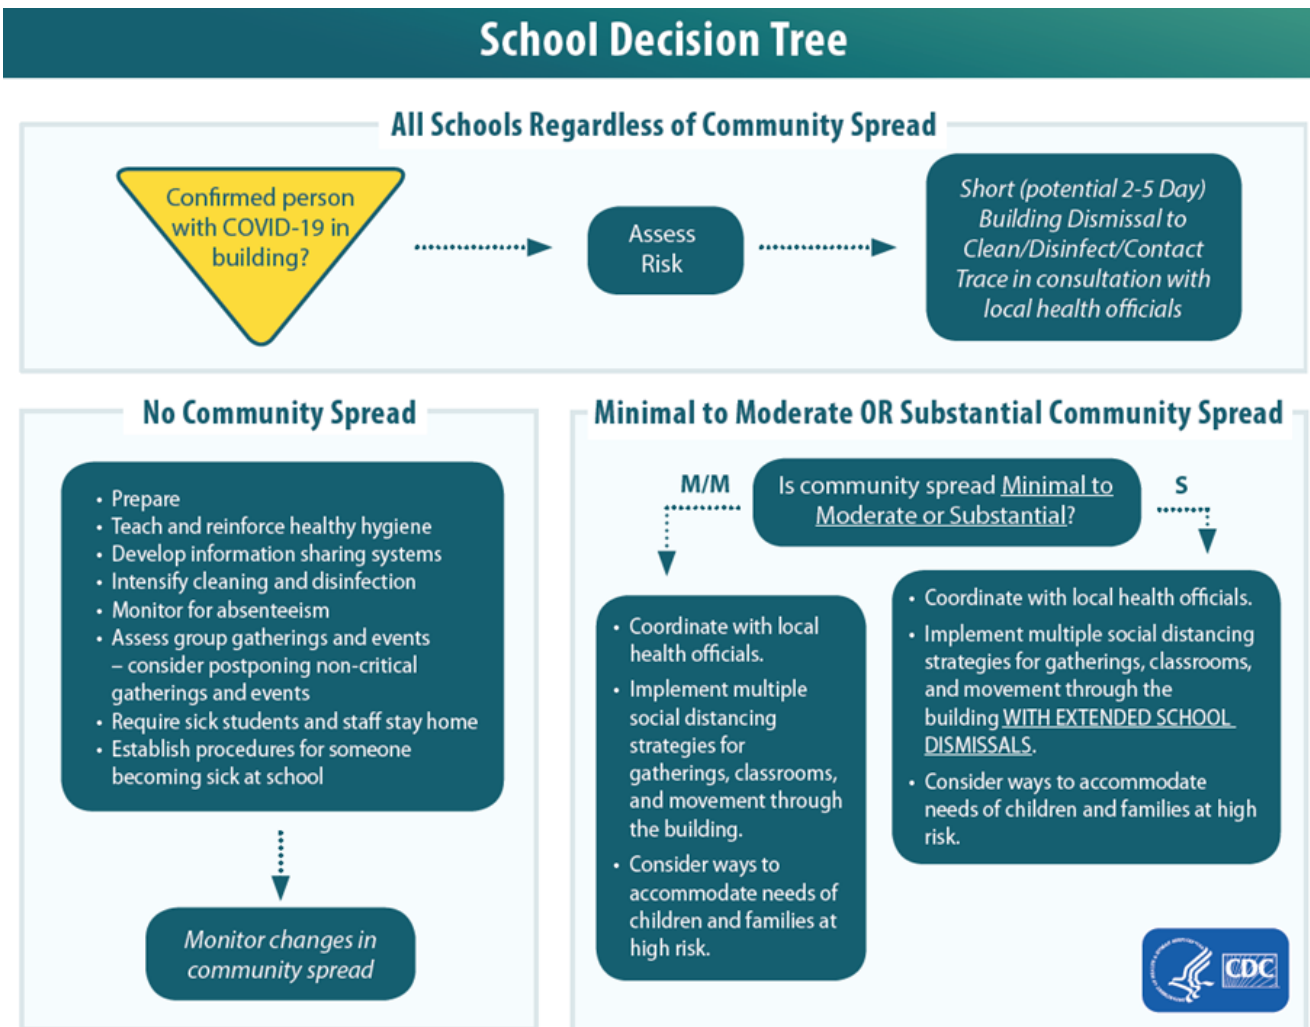 School Decision Tree
All Schools Regardless of Community Spread
Confirmed person
with COVID-19 in
building?
Assess
Risk
Short (potential 2-5 Day)
Building Dismissal to
Clean/Disinfect/Contact
Trace in consultation with
local health officials
No Community Spread
• Prepare
• Teach and reinforce healthy hygiene
• Develop information sharing systems
• Intensify cleaning and disinfection
• Monitor for absenteeism
• Assess group gatherings and events
– consider postponing non-critical
gatherings and events
• Require sick students and staff stay home
• Establish procedures for someone
becoming sick at school
Monitor changes in
community spread
Minimal to Moderate OR Substantial Community Spread
Is community spread Minimal to
Moderate or Substantial?
M/M
• Coordinate with local
health officials.
• Implement multiple
social distancing
strategies for
gatherings, classrooms,
and movement through
the building.
• Consider ways to
accommodate needs of
children and families at
high risk.
S
• Coordinate with local health officials.
• Implement multiple social distancing
strategies for gatherings, classrooms,
and movement through the
building WITH EXTENDED SCHOOL
DISMISSALS.
• Consider ways to accommodate
needs of children and families at high
risk.
CDC